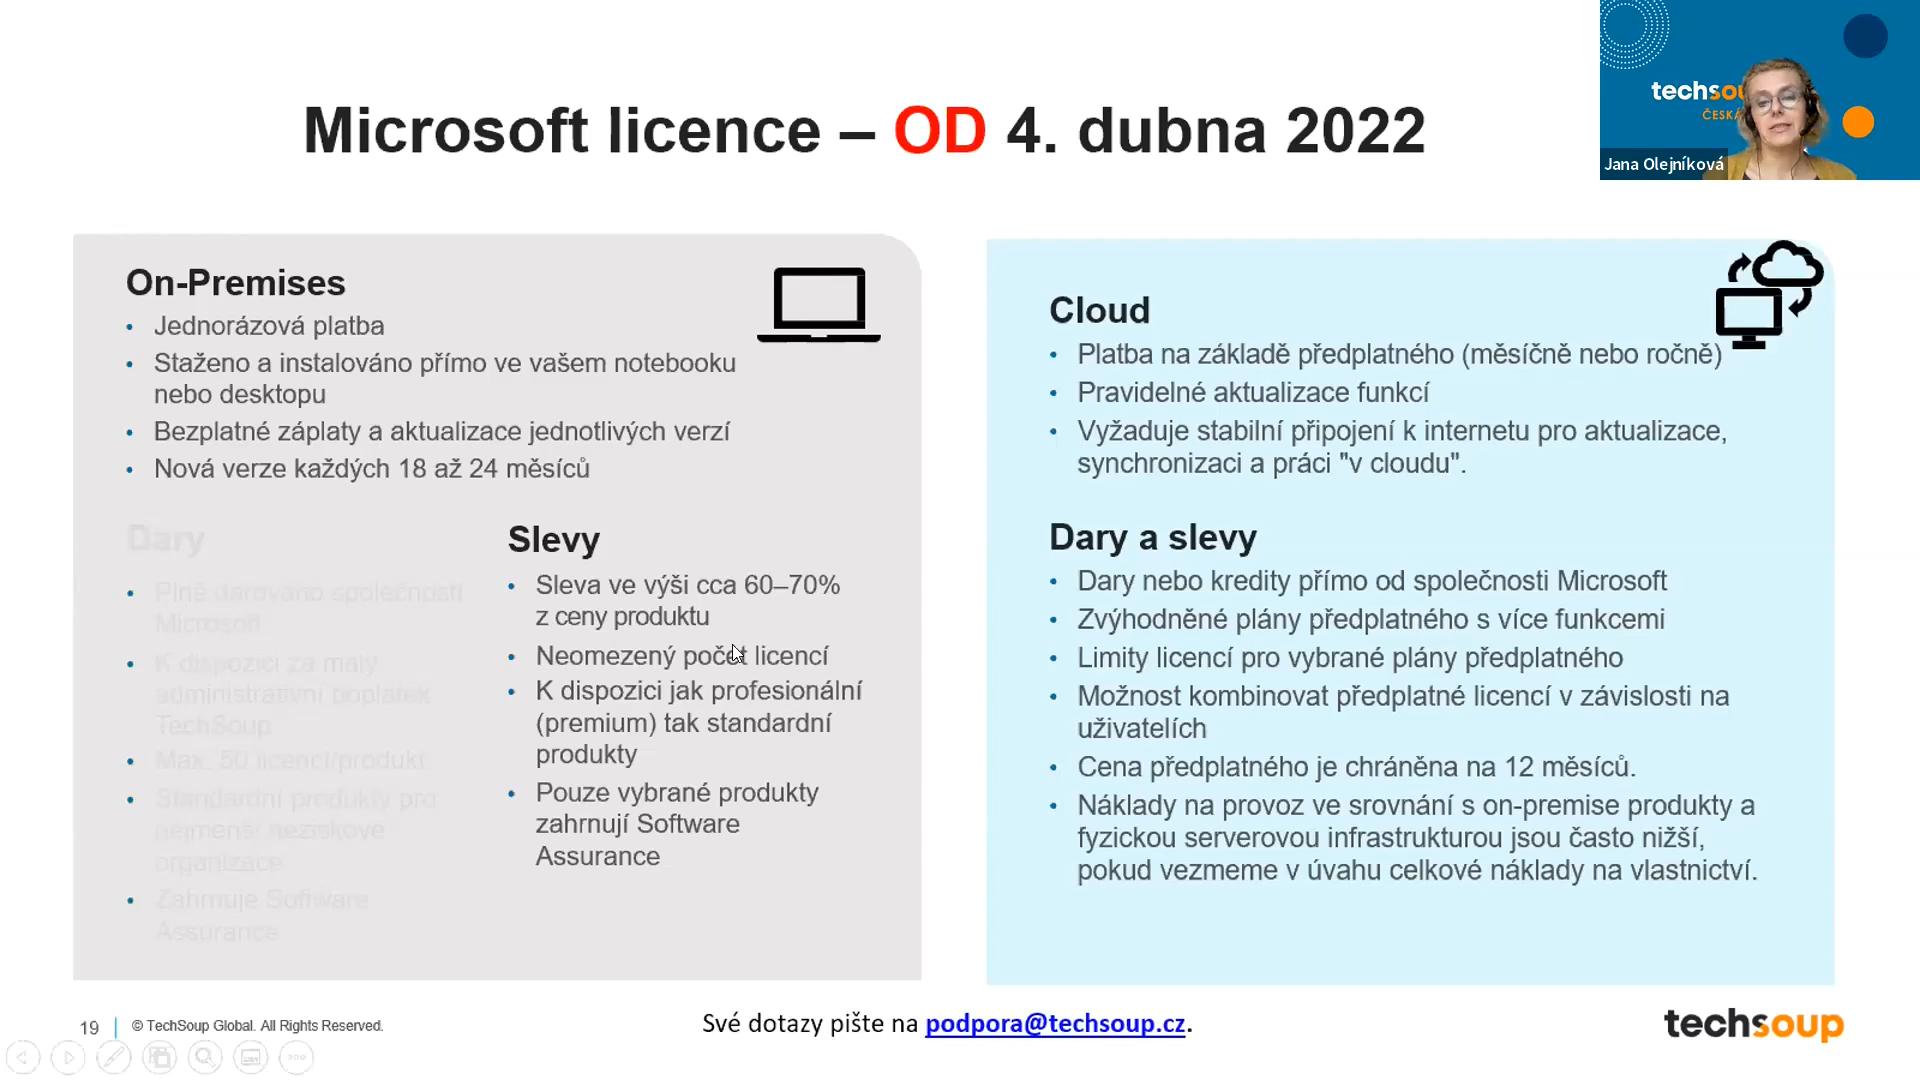 Microsoft licence – OD 4. dubna 2022
techsou
ČESKÁ
Jana Olejníková
On-Premises
• Jednorázová platba
• Staženo a instalováno přímo ve vašem notebooku
nebo desktopu
• Bezplatné záplaty a aktualizace jednotlivých verzí
• Nová verze každých 18 až 24 měsíců
Dary
• Plně darováno společností
Microsoft
• K dispozici za malý
administrativní poplatek
TechSoup
• Max. 50 licencí/produkt
• Standardní produkty pro
nejmenší neziskové
organizace
• Zahrnuje Software
Assurance
Slevy
• Sleva ve výši cca 60–70%
z ceny produktu
• Neomezený počet licencí
• K dispozici jak profesionální
(premium) tak standardní
produkty
• Pouze vybrané produkty
zahrnují Software
Assurance
Cloud
• Platba na základě předplatného (měsíčně nebo ročně)
• Pravidelné aktualizace funkcí
• Vyžaduje stabilní připojení k internetu pro aktualizace,
synchronizaci a práci "v cloudu".
Dary a slevy
• Dary nebo kredity přímo od společnosti Microsoft
• Zvýhodněné plány předplatného s více funkcemi
• Limity licencí pro vybrané plány předplatného
• Možnost kombinovat předplatné licencí v závislosti na
uživatelích
• Cena předplatného je chráněna na 12 měsíců.
• Náklady na provoz ve srovnání s on-premise produkty a
fyzickou serverovou infrastrukturou jsou často nižší,
pokud vezmeme v úvahu celkové náklady na vlastnictví.
19 | © TechSoup Global. All Rights Reserved.
Své dotazy pište na podpora@techsoup.cz.
techsoup